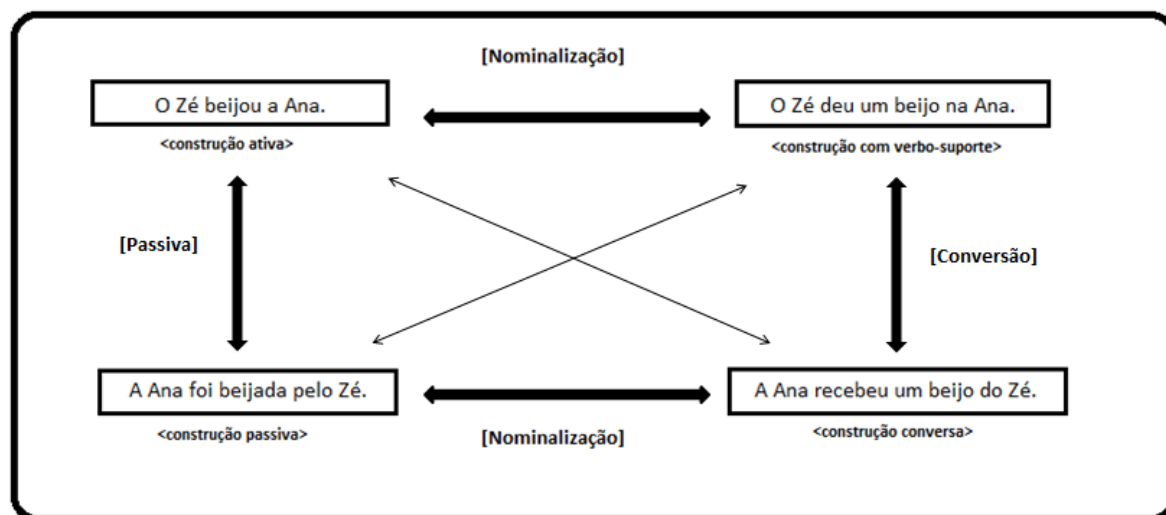 [Nominalização]
O Zé beijou a Ana.
O Zé deu um beijo na Ana.
<construção ativa>
<construção com verbo-suporte>
[Passiva]
[Conversão]
A Ana foi beijada pelo Zé.
A Ana recebeu um beijo do Zé.
<construção passiva>
<construção conversa>
[Nominalização]